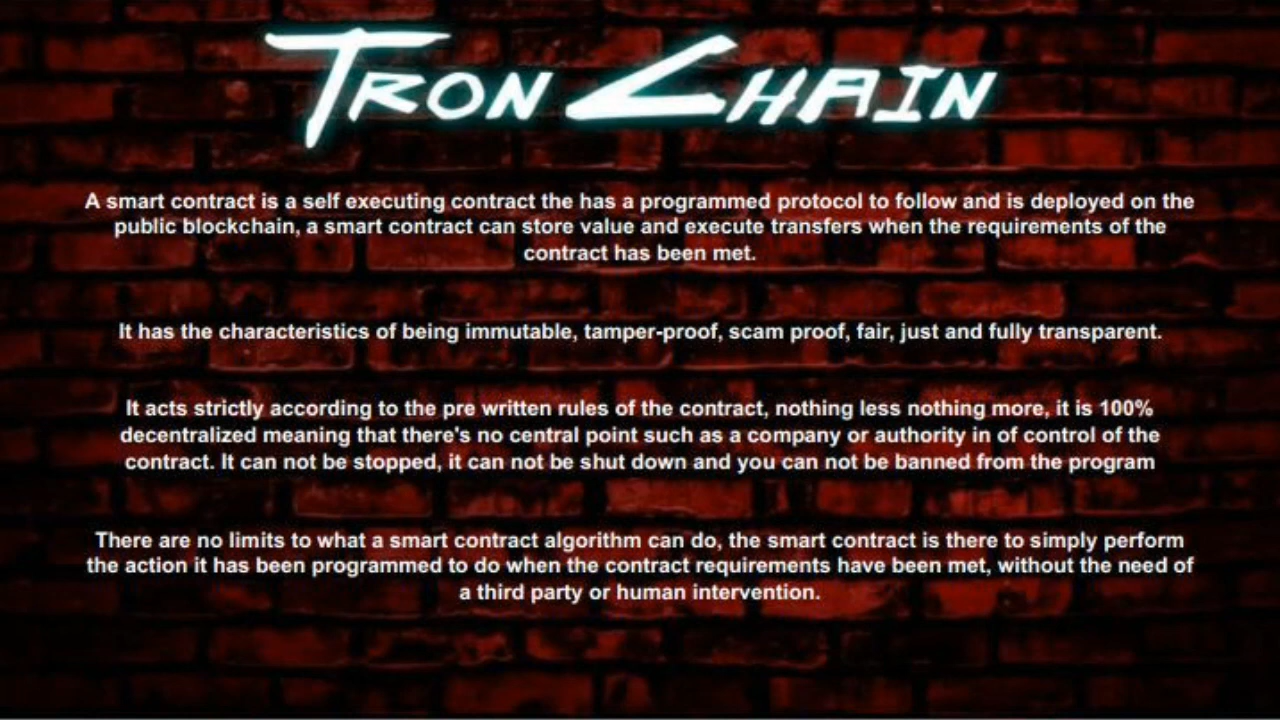 TRON CHAIN
A smart contract is a self executing contract the has a programmed protocol to follow and is deployed on the
public blockchain, a smart contract can store value and execute transfers when the requirements of the
contract has been met.
It has the characteristics of being immutable, tamper-proof, scam proof, fair, just and fully transparent.
It acts strictly according to the pre written rules of the contract, nothing less nothing more, it is 100%
decentralized meaning that there's no central point such as a company or authority in of control of the
contract. It can not be stopped, it can not be shut down and you can not be banned from the program
There are no limits to what a smart contract algorithm can do, the smart contract is there to simply perform
the action it has been programmed to do when the contract requirements have been met, without the need of
a third party or human intervention.